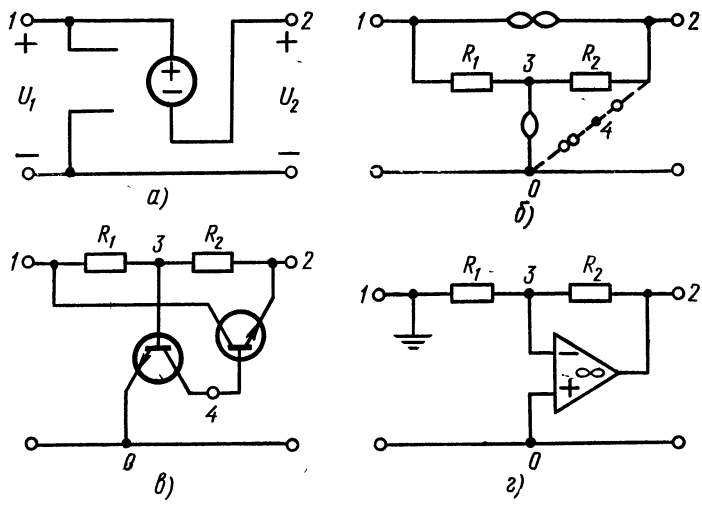 1 2
+ + +
−
U₁ U₂
− −
а)
1 2
R₁ 3 R₂
4
0
б)
1 R₁ 3 R₂ 2
4
0
в)
1 R₁ 3 R₂ 2
−
∞
+
0
г)